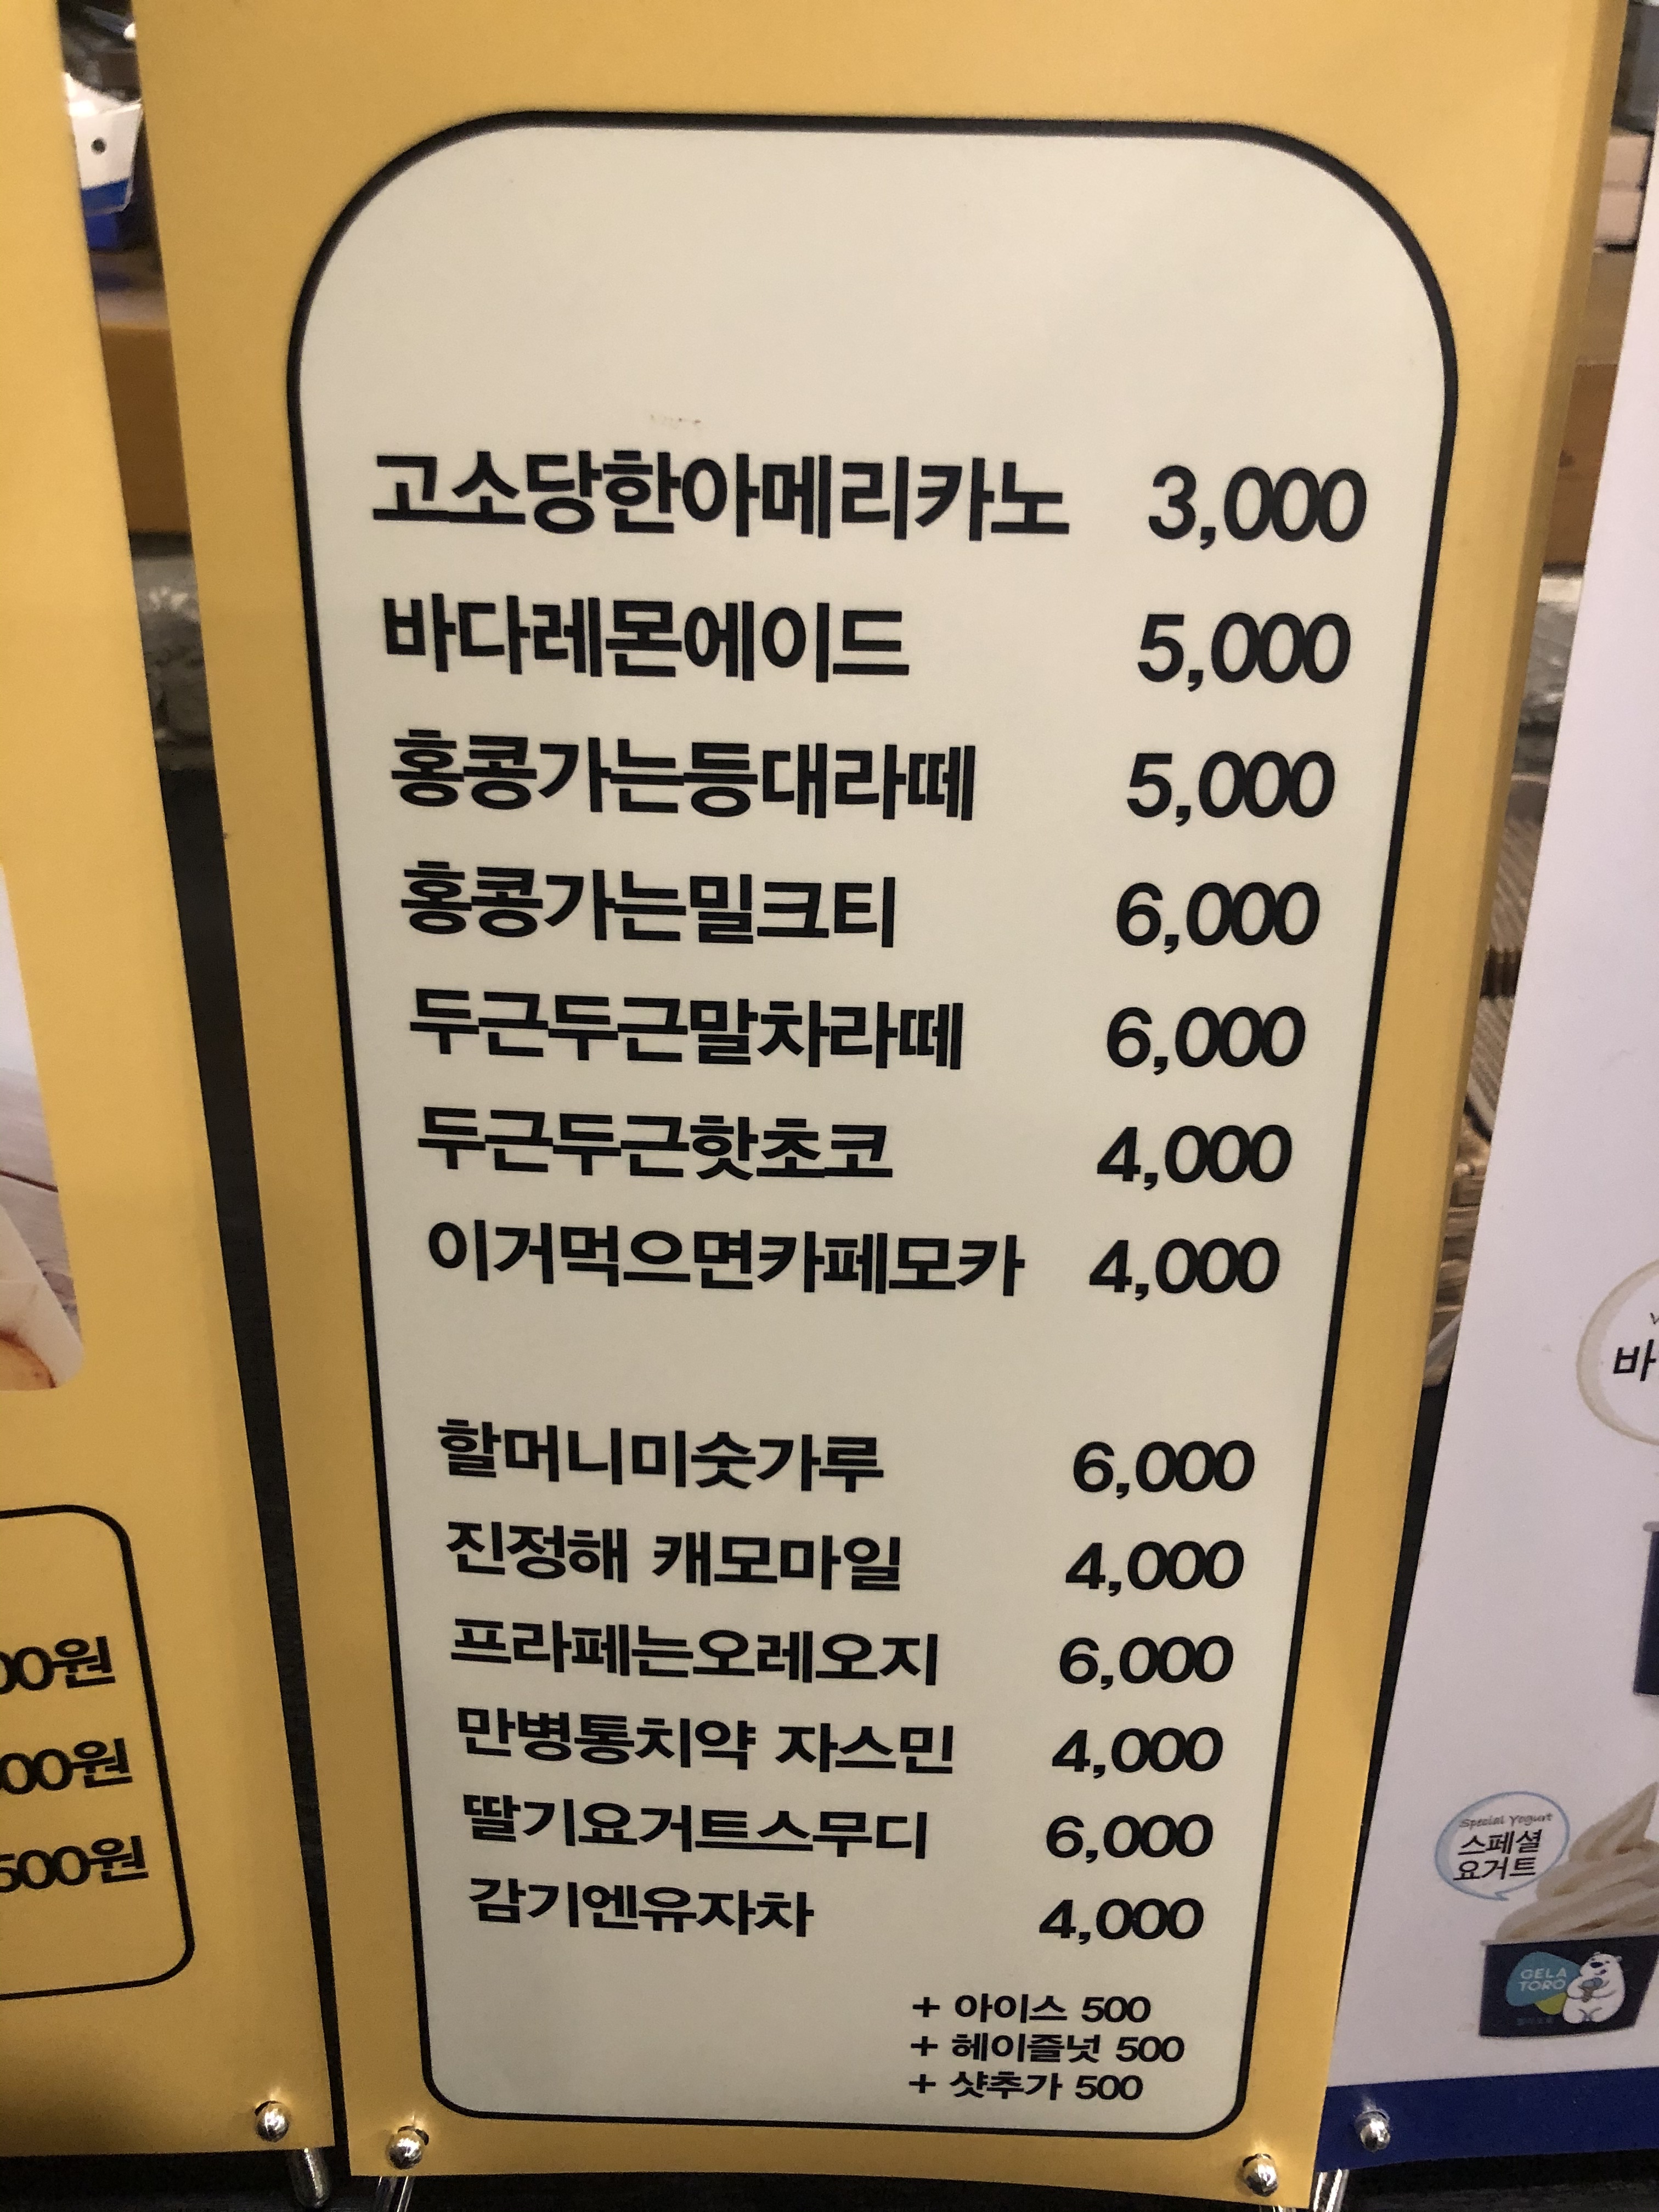 고소당한아메리카노 3,000
바다레몬에이드 5,000
홍콩가는등대라떼 5,000
홍콩가는밀크티 6,000
두근두근말차라떼 6,000
두근두근핫초코 4,000
이거먹으면카페모카 4,000
할머니미숫가루 6,000
진정해 캐모마일 4,000
프라페는오레오지 6,000
만병통치약 자스민 4,000
딸기요거트스무디 6,000
감기엔유자차 4,000
+ 아이스 500
+ 헤이즐넛 500
+ 샷추가 500
00원
00원
500원
바
Special Yogurt
스페셜
요거트
GELA
TORO